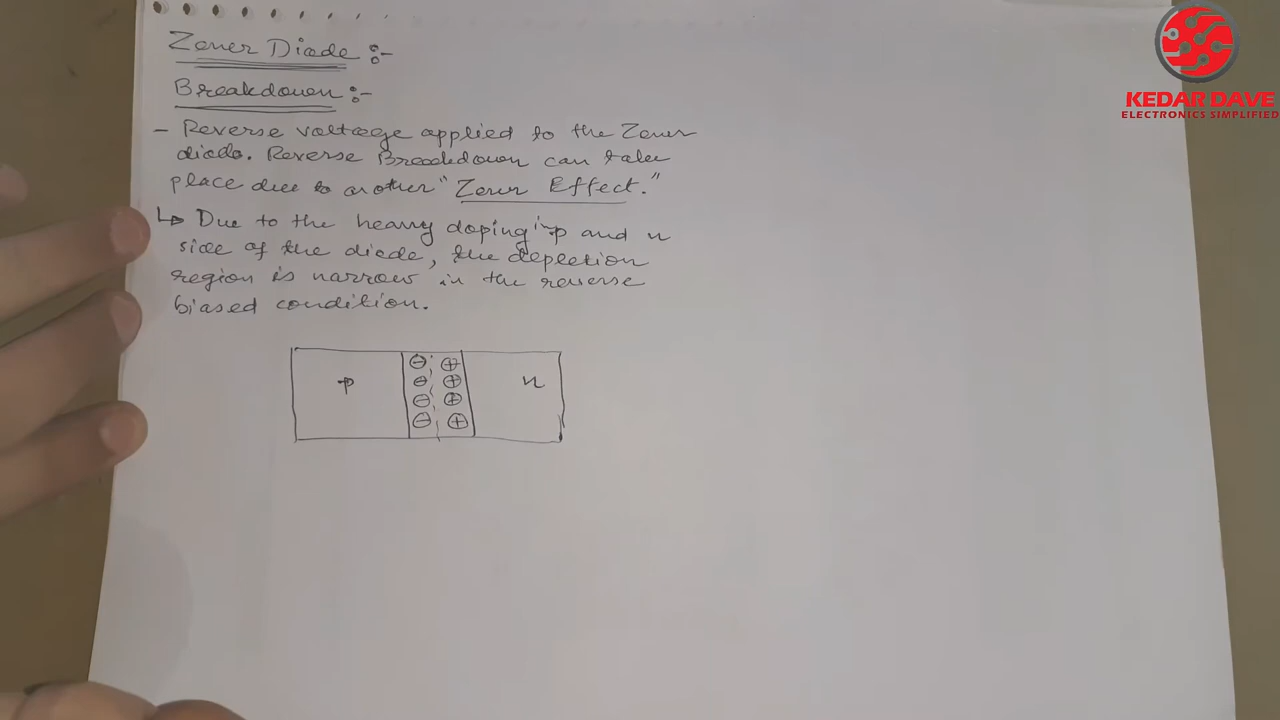 Zener Diode :-
Breakdown :-
- Reverse voltage applied to the Zener
diode. Reverse Breakdown can take
place due to another "Zener Effect."
↳ Due to the heavy doping in p and n
side of the diode, the depletion
region is narrow in the reverse
biased condition.
p ⊖ ⊕ n
⊖ ⊕
⊖ ⊕
⊖ ⊕
KEDAR DAVE
ELECTRONICS SIMPLIFIED